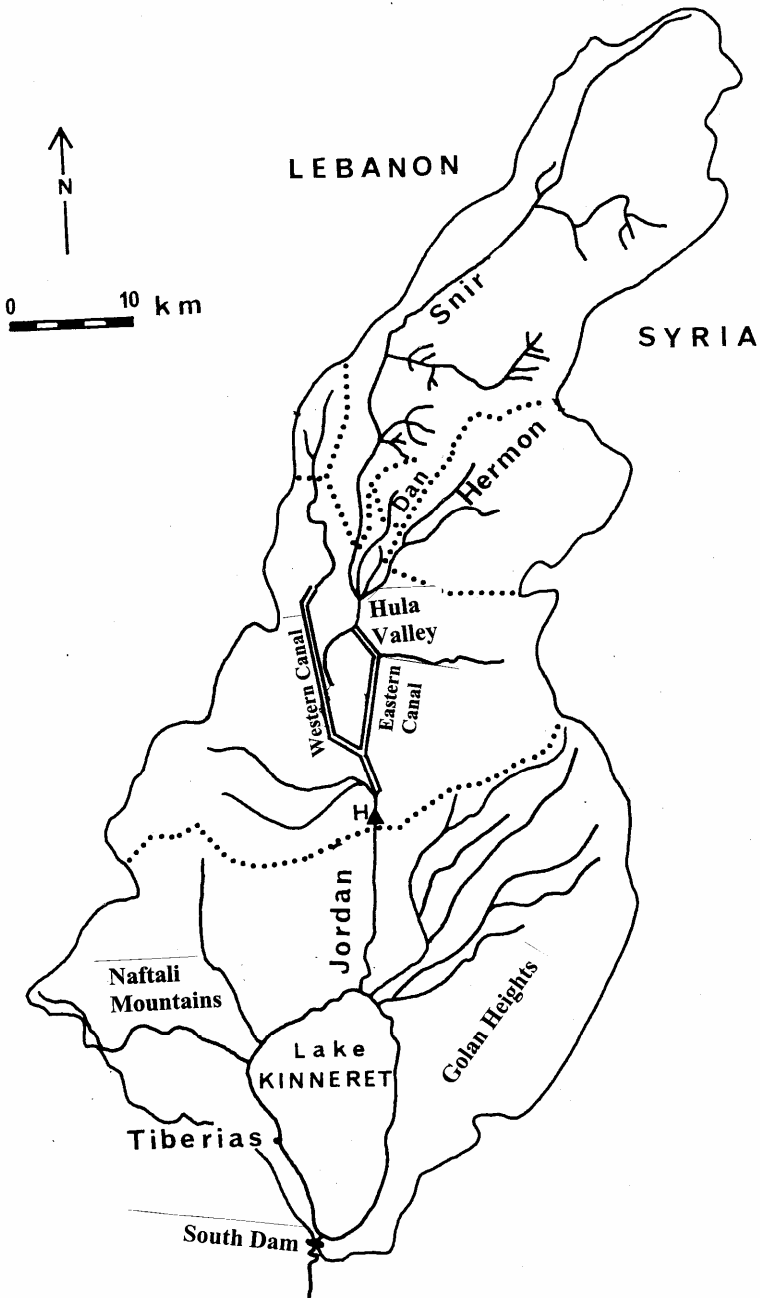 LEBANON
N
0 10 km
Snir
SYRIA
Dan
Hermon
Hula
Valley
Western Canal
Eastern
Canal
H
Jordan
Naftali
Mountains
Golan Heights
Lake
KINNERET
Tiberias
South Dam